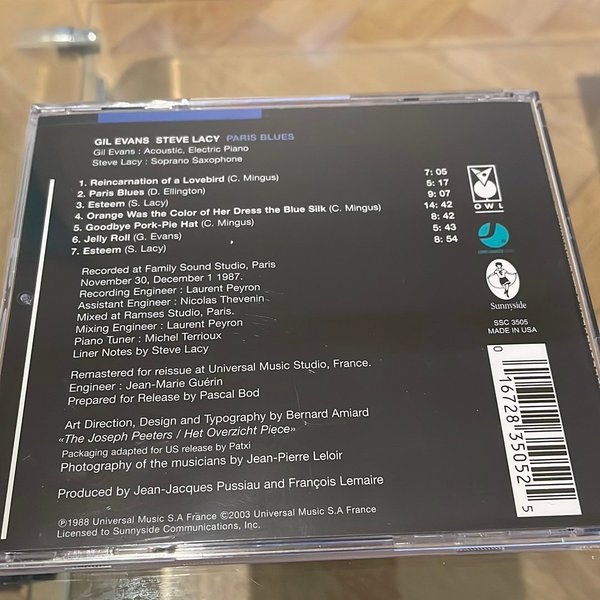 GIL EVANS STEVE LACY PARIS BLUES
Gil Evans : Acoustic, Electric Piano
Steve Lacy : Soprano Saxophone
1. Reincarnation of a Lovebird (C. Mingus) 7: 05
2. Paris Blues (D. Ellington) 5: 17
3. Esteem (S. Lacy) 9: 07
4. Orange Was the Color of Her Dress the Blue Silk (C. Mingus) 14: 42
5. Goodbye Pork-Pie Hat (C. Mingus) 8: 42
6. Jelly Roll (G. Evans) 5: 43
7. Esteem (S. Lacy) 8: 54
OWL
Sunnyside
SSC 3505
MADE IN USA
Recorded at Family Sound Studio, Paris
November 30, December 1 1987.
Recording Engineer : Laurent Peyron
Assistant Engineer : Nicolas Thevenin
Mixed at Ramses Studio, Paris.
Mixing Engineer : Laurent Peyron
Piano Tuner : Michel Terrioux
Liner Notes by Steve Lacy
Remastered for reissue at Universal Music Studio, France.
Engineer : Jean-Marie Guérin
Prepared for Release by Pascal Bod
Art Direction, Design and Typography by Bernard Amiard
«The Joseph Peeters / Het Overzicht Piece»
Packaging adapted for US release by Patxi
Photography of the musicians by Jean-Pierre Leloir
Produced by Jean-Jacques Pussiau and François Lemaire
℗1988 Universal Music S.A France ©2003 Universal Music S.A France
Licensed to Sunnyside Communications, Inc.
0 16728 35052 5